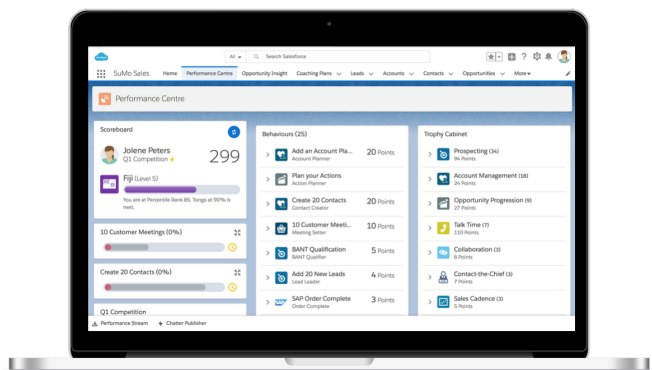 All
Search Salesforce
SuMo Sales
Home
Performance Centre
Opportunity Insight
Coaching Plans
Leads
Accounts
Contacts
Opportunities
More
Performance Centre
Scoreboard
Jolene Peters
Q1 Competition
299
Fiji (Level 5)
You are at Percentile Rank 85. Tonga at 90% is
next.
10 Customer Meetings (0%)
Create 20 Contacts (0%)
Q1 Competition
Behaviours (25)
Add an Account Pla...
20 Points
Account Planner
Plan your Actions
Action Planner
Create 20 Contacts
20 Points
Contact Creator
10 Customer Meeti...
10 Points
Meeting Setter
BANT Qualification
5 Points
BANT Qualifier
Add 20 New Leads
4 Points
Lead Leader
SAP
SAP Order Complete
3 Points
Order Complete
Trophy Cabinet
Prospecting (34)
94 Points
Account Management (18)
24 Points
Opportunity Progression (9)
27 Points
Talk Time (7)
110 Points
Collaboration (3)
6 Points
Contact-the-Chief (3)
7 Points
Sales Cadence (3)
5 Points
Performance Stream
Chatter Publisher